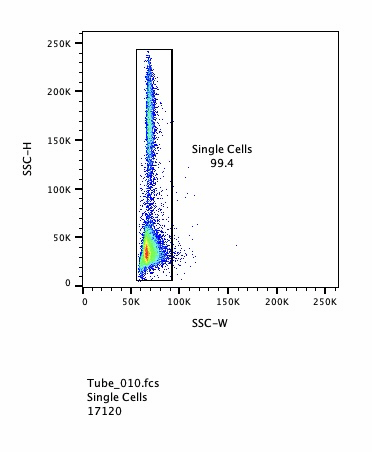 250K
200K
150K
100K
50K
0
SSC-H
Single Cells
99.4
0 50K 100K 150K 200K 250K
SSC-W
Tube_010.fcs
Single Cells
17120